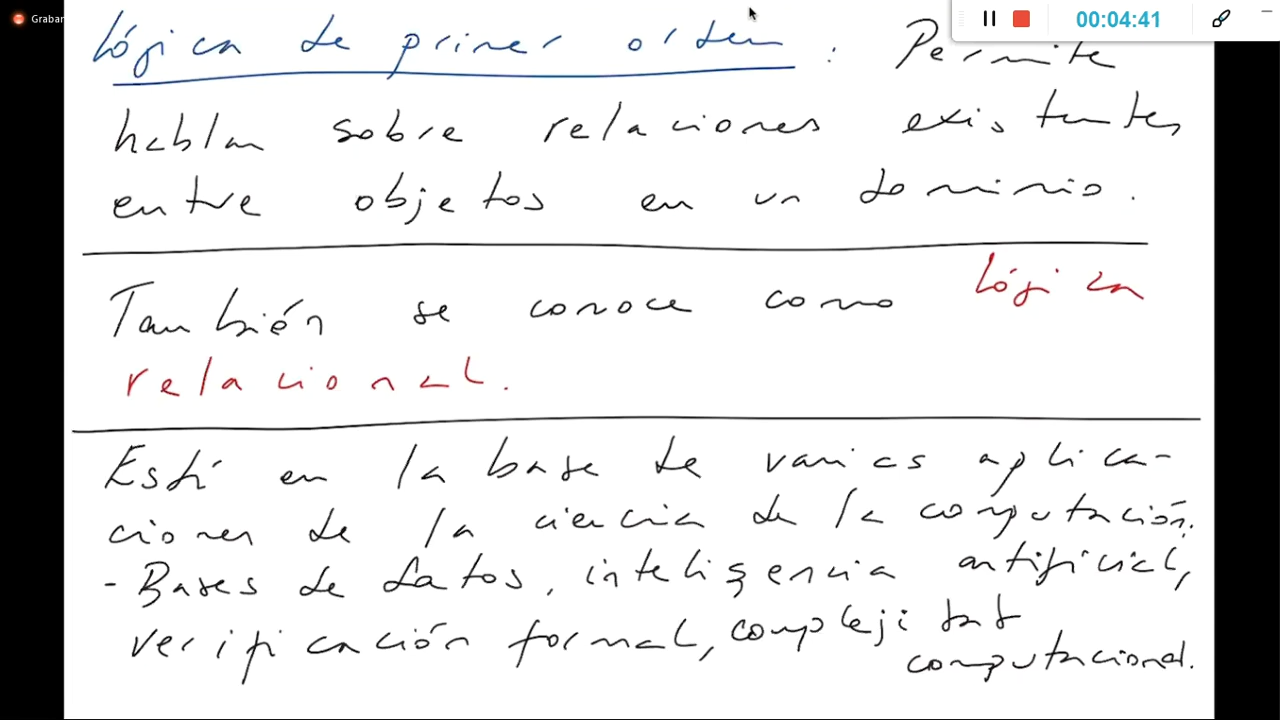 Grabar
00:04:41
Lógica de primer orden : Permite
hablar sobre relaciones existentes
entre objetos en un dominio.
También se conoce como Lógica
relacional.
Está en la base de varias aplica-
ciones de la ciencia de la computación.
- Bases de datos, inteligencia artificial,
verificación formal, complejidad
computacional.